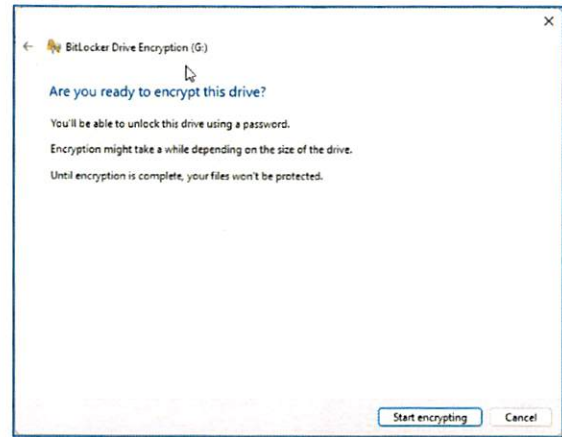 BitLocker Drive Encryption (G:)
Are you ready to encrypt this drive?
You'll be able to unlock this drive using a password.
Encryption might take a while depending on the size of the drive.
Until encryption is complete, your files won't be protected.
Start encrypting
Cancel